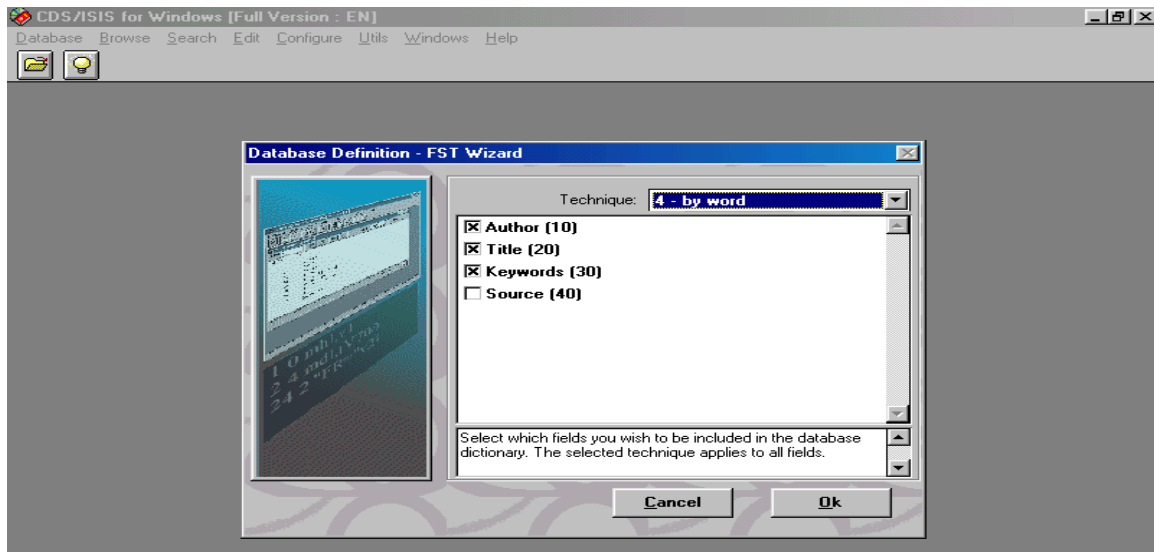 CDS/ISIS for Windows [Full Version : EN]
Database Browse Search Edit Configure Utils Windows Help
Database Definition - FST Wizard
Technique: 4 - by word
Author (10)
Title (20)
Keywords (30)
Source (40)
Select which fields you wish to be included in the database
dictionary. The selected technique applies to all fields.
Cancel Ok